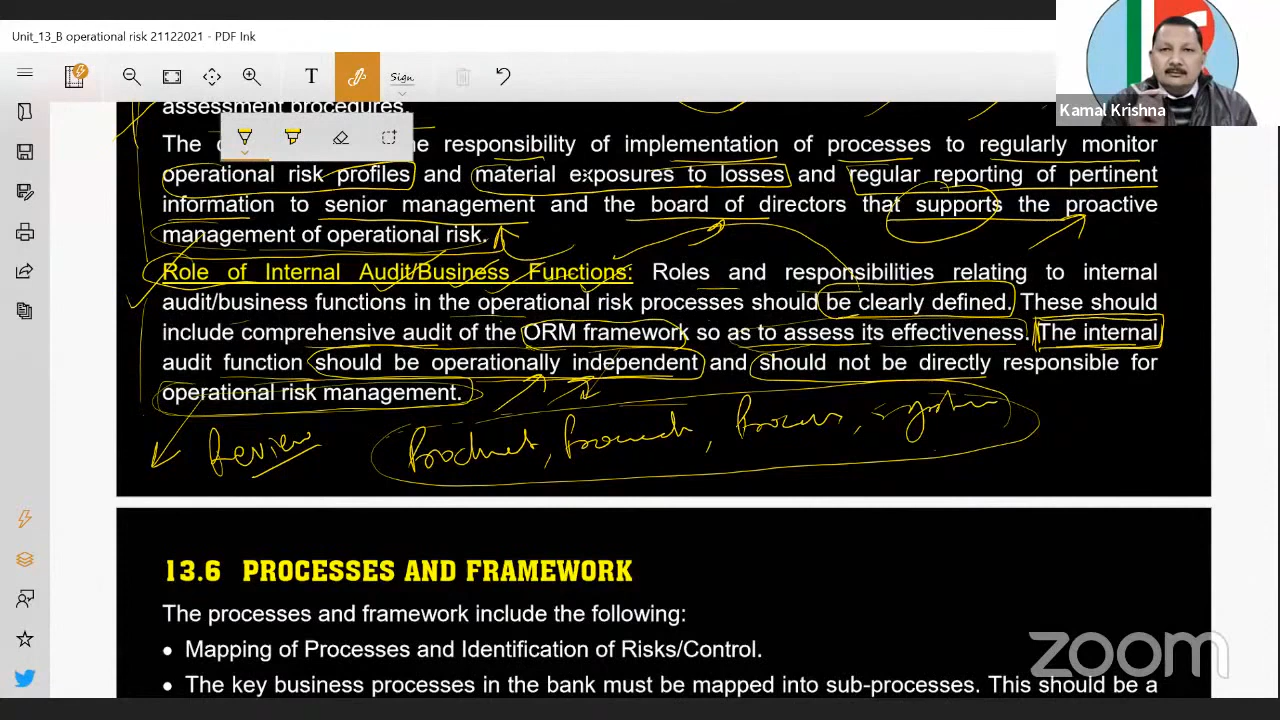 Unit_13_B operational risk 21122021 - PDF Ink
T
Sign
Kamal Krishna
assessment procedures.
The responsibility of implementation of processes to regularly monitor
operational risk profiles and material exposures to losses and regular reporting of pertinent
information to senior management and the board of directors that supports the proactive
management of operational risk.
Role of Internal Audit/Business Functions: Roles and responsibilities relating to internal
audit/business functions in the operational risk processes should be clearly defined. These should
include comprehensive audit of the ORM framework so as to assess its effectiveness. The internal
audit function should be operationally independent and should not be directly responsible for
operational risk management.
Review Product, Process, system
13.6 PROCESSES AND FRAMEWORK
The processes and framework include the following:
• Mapping of Processes and Identification of Risks/Control.
zoom
• The key business processes in the bank must be mapped into sub-processes. This should be a